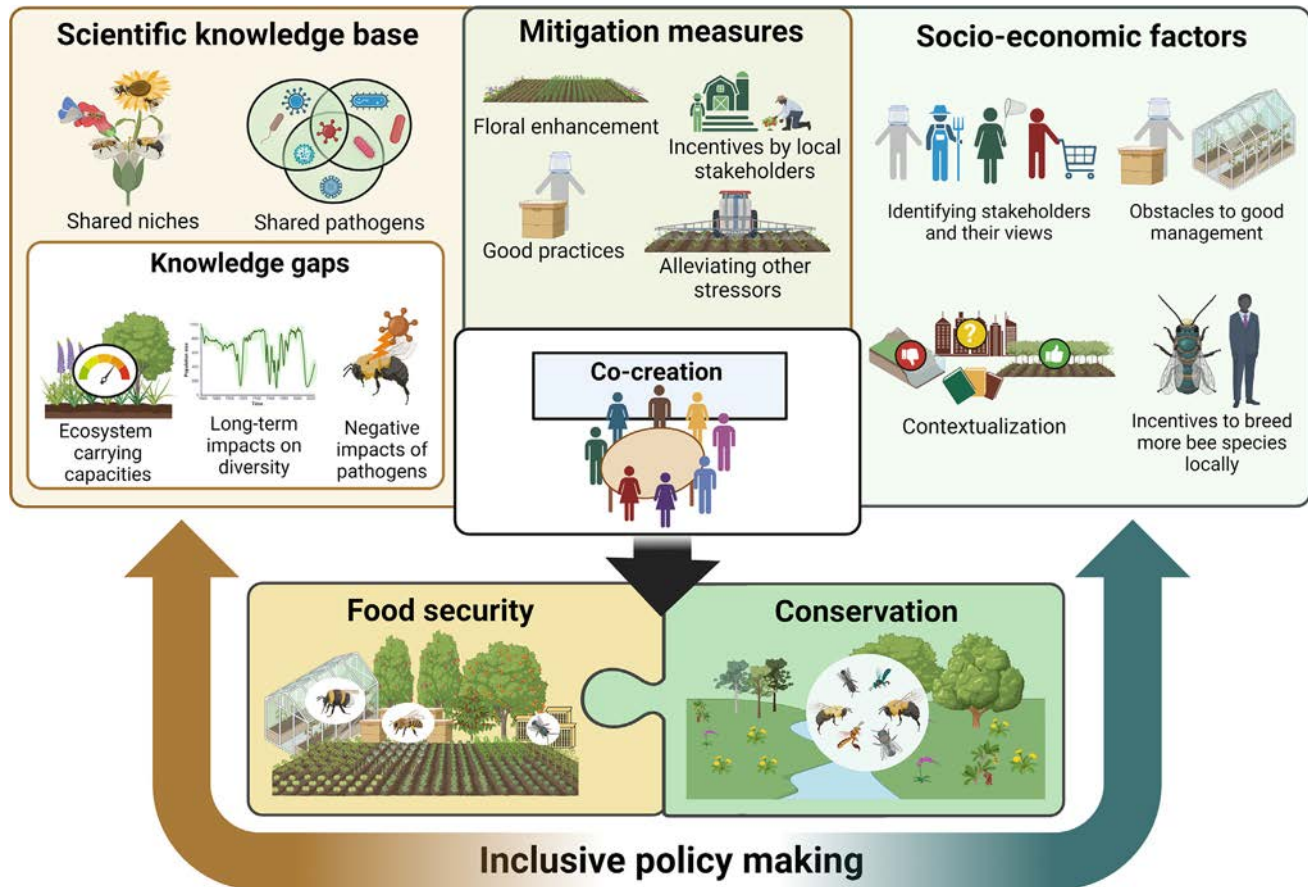 Scientific knowledge base
Shared niches
Shared pathogens
Knowledge gaps
Ecosystem
carrying
capacities
Long-term
impacts on
diversity
Negative
impacts of
pathogens
Mitigation measures
Floral enhancement
Incentives by local
stakeholders
Good practices
Alleviating other
stressors
Co-creation
Socio-economic factors
Identifying stakeholders
and their views
Obstacles to good
management
?
Contextualization
Incentives to breed
more bee species
locally
Food security
Conservation
Inclusive policy making